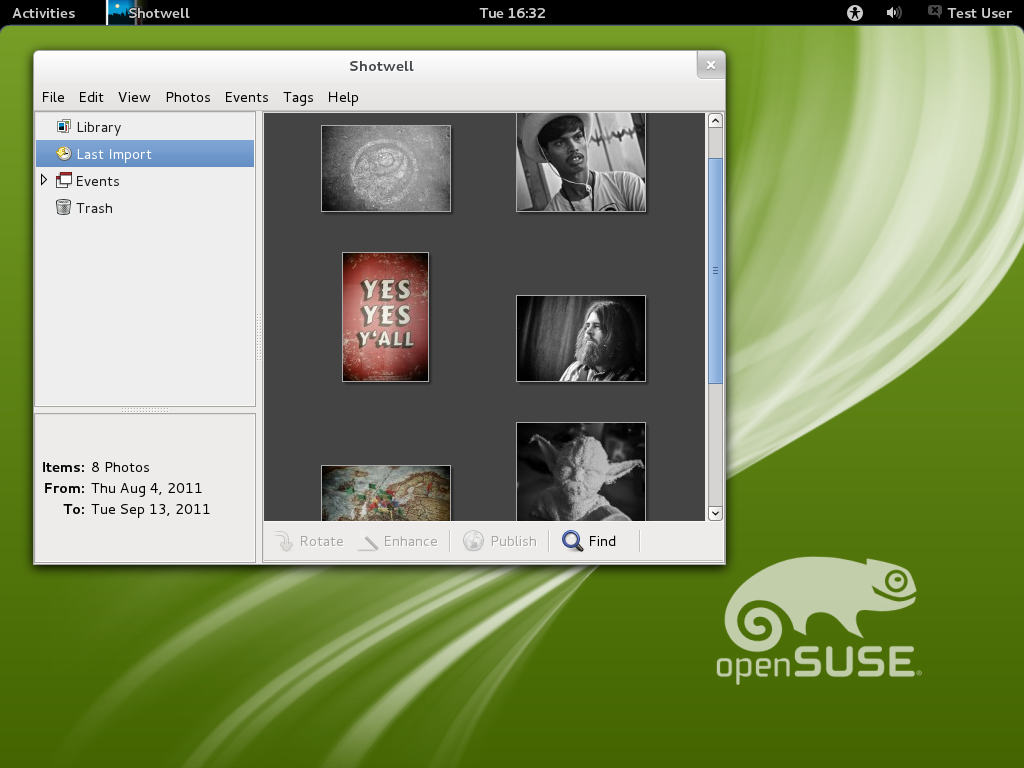 Activities Shotwell Tue 16:32 Test User
Shotwell
File Edit View Photos Events Tags Help
Library
Last Import
Events
Trash
YES
YES
Y'ALL
Items: 8 Photos
From: Thu Aug 4, 2011
To: Tue Sep 13, 2011
Rotate Enhance Publish Find
openSUSE